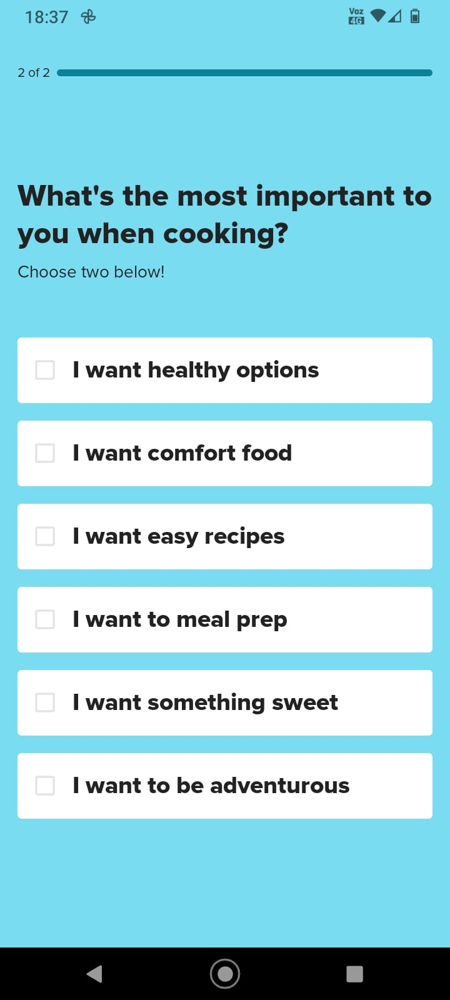 18:37
Voz
4G
2 of 2
What's the most important to
you when cooking?
Choose two below!
I want healthy options
I want comfort food
I want easy recipes
I want to meal prep
I want something sweet
I want to be adventurous